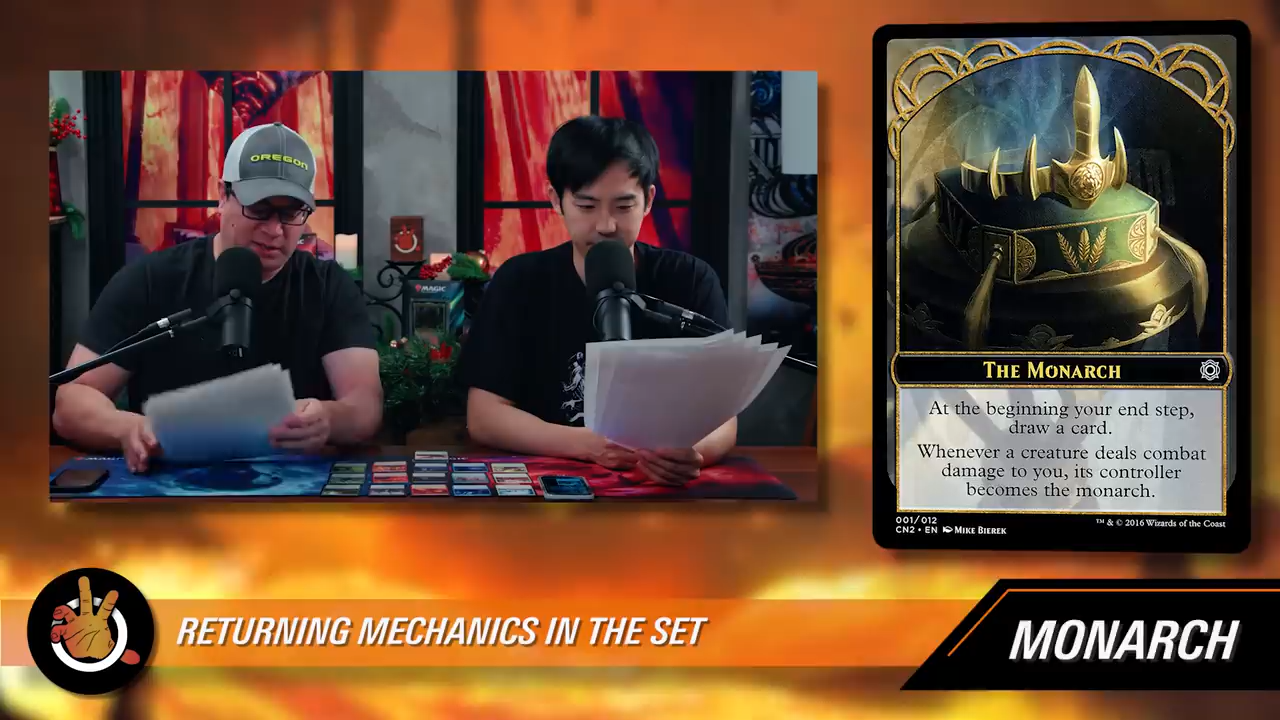 OREGON
MAGIC
THE MONARCH
At the beginning your end step,
draw a card.
Whenever a creature deals combat
damage to you, its controller
becomes the monarch.
001/012
CN2 • EN MIKE BIEREK
™ & © 2016 Wizards of the Coast
RETURNING MECHANICS IN THE SET
MONARCH